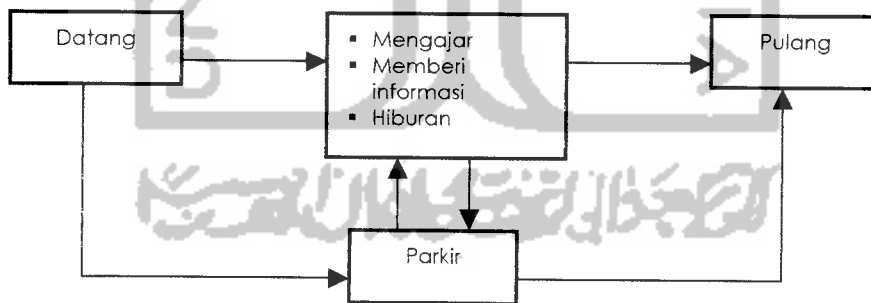 Datang
▪ Mengajar
▪ Memberi
informasi
▪ Hiburan
Pulang
Parkir